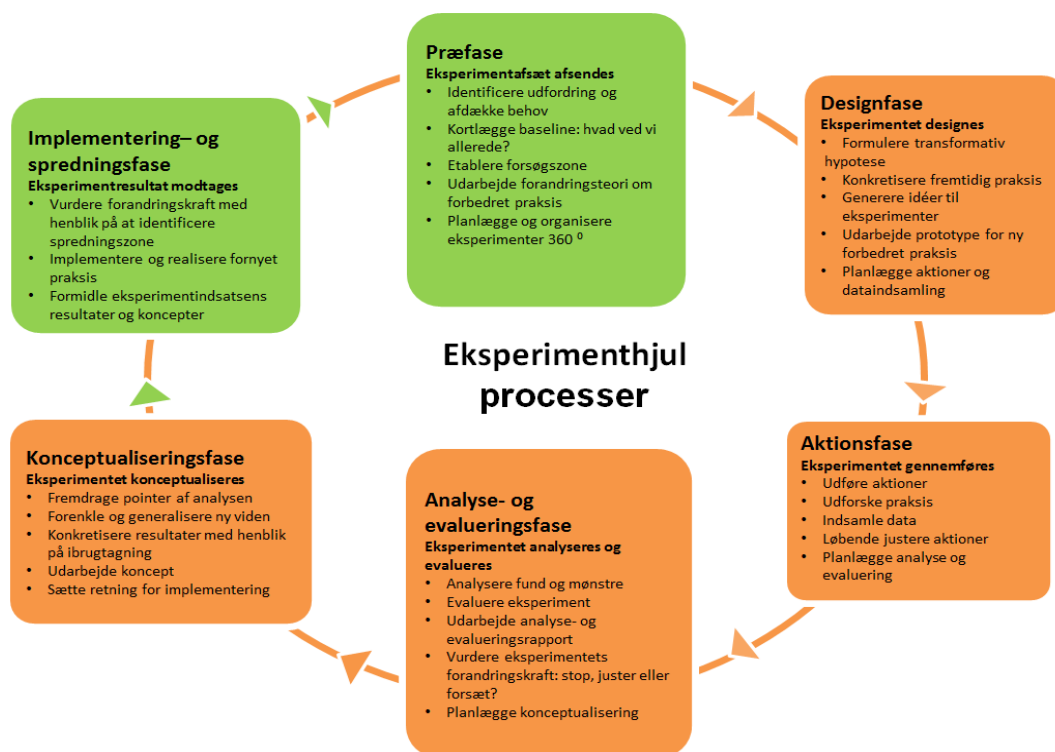 Præfase
Eksperimentafsæt afsendes
• Identificere udfordring og
afdække behov
• Kortlægge baseline: hvad ved vi
allerede?
• Etablere forsøgszone
• Udarbejde forandringsteori om
forbedret praksis
• Planlægge og organisere
eksperimenter 360 ⁰
Designfase
Eksperimentet designes
• Formulere transformativ
hypotese
• Konkretisere fremtidig praksis
• Generere idéer til
eksperimenter
• Udarbejde prototype for ny
forbedret praksis
• Planlægge aktioner og
dataindsamling
Aktionsfase
Eksperimentet gennemføres
• Udføre aktioner
• Udforske praksis
• Indsamle data
• Løbende justere aktioner
• Planlægge analyse og
evaluering
Analyse- og
evalueringsfase
Eksperimentet analyseres og
evalueres
• Analysere fund og mønstre
• Evaluere eksperiment
• Udarbejde analyse- og
evalueringsrapport
• Vurdere eksperimentets
forandringskraft: stop, juster eller
forsæt?
• Planlægge konceptualisering
Konceptualiseringsfase
Eksperimentet konceptualiseres
• Fremdrage pointer af analysen
• Forenkle og generalisere ny viden
• Konkretisere resultater med henblik
på ibrugtagning
• Udarbejde koncept
• Sætte retning for implementering
Implementering– og
spredningsfase
Eksperimentresultat modtages
• Vurdere forandringskraft med
henblik på at identificere
spredningszone
• Implementere og realisere fornyet
praksis
• Formidle eksperimentindsatsens
resultater og koncepter
Eksperimenthjul
processer